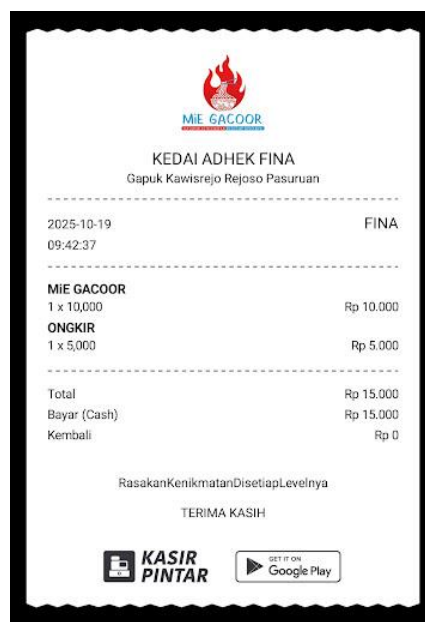 MiE GACOOR
KEDAI ADHEK FINA
Gapuk Kawisrejo Rejoso Pasuruan
2025-10-19 FINA
09:42:37
MiE GACOOR
1 x 10,000 Rp 10.000
ONGKIR
1 x 5,000 Rp 5.000
Total Rp 15.000
Bayar (Cash) Rp 15.000
Kembali Rp 0
RasakanKenikmatanDisetiapLevelnya
TERIMA KASIH
KASIR
PINTAR
GET IT ON
Google Play